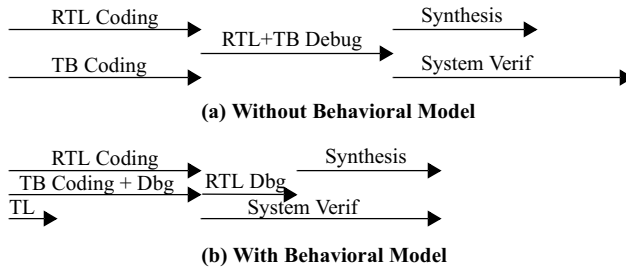 RTL Coding
Synthesis
RTL+TB Debug
TB Coding
System Verif
(a) Without Behavioral Model
RTL Coding
Synthesis
TB Coding + Dbg
RTL Dbg
TL
System Verif
(b) With Behavioral Model